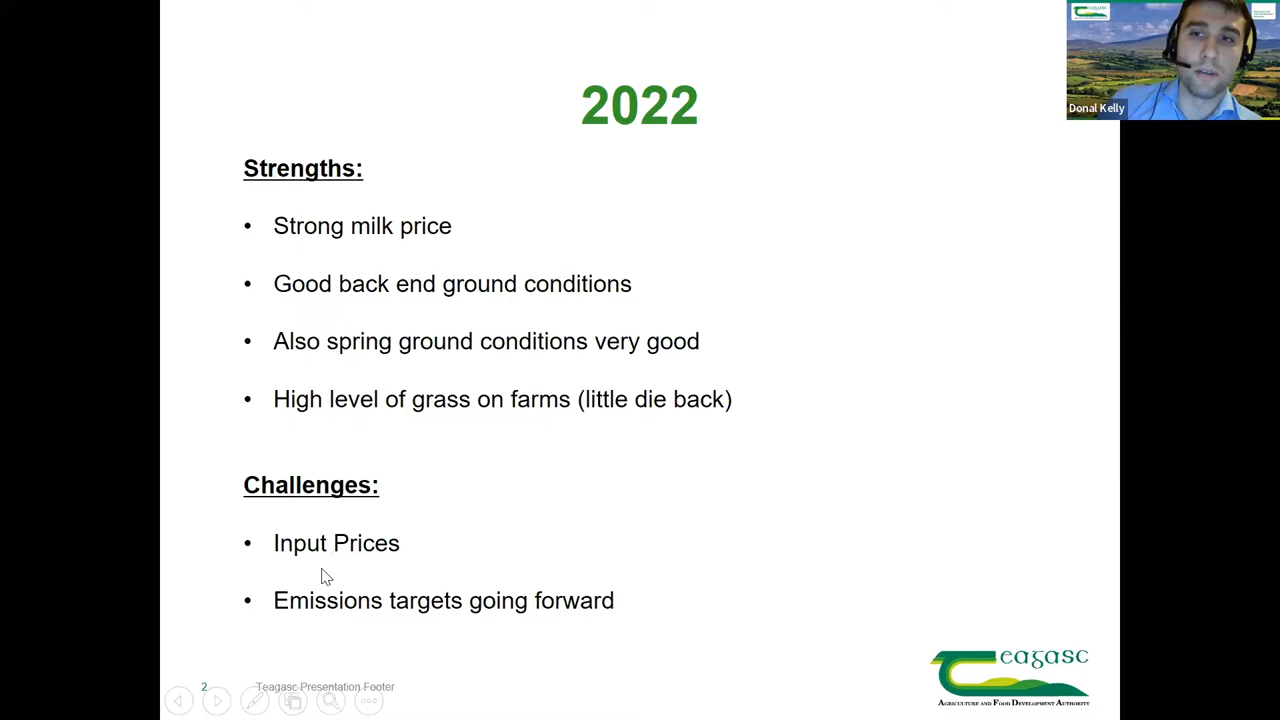 2022
Strengths:
• Strong milk price
• Good back end ground conditions
• Also spring ground conditions very good
• High level of grass on farms (little die back)
Challenges:
• Input Prices
• Emissions targets going forward
2
Teagasc Presentation Footer
Teagasc
AGRICULTURE AND FOOD DEVELOPMENT AUTHORITY
Teagasc
Donal Kelly